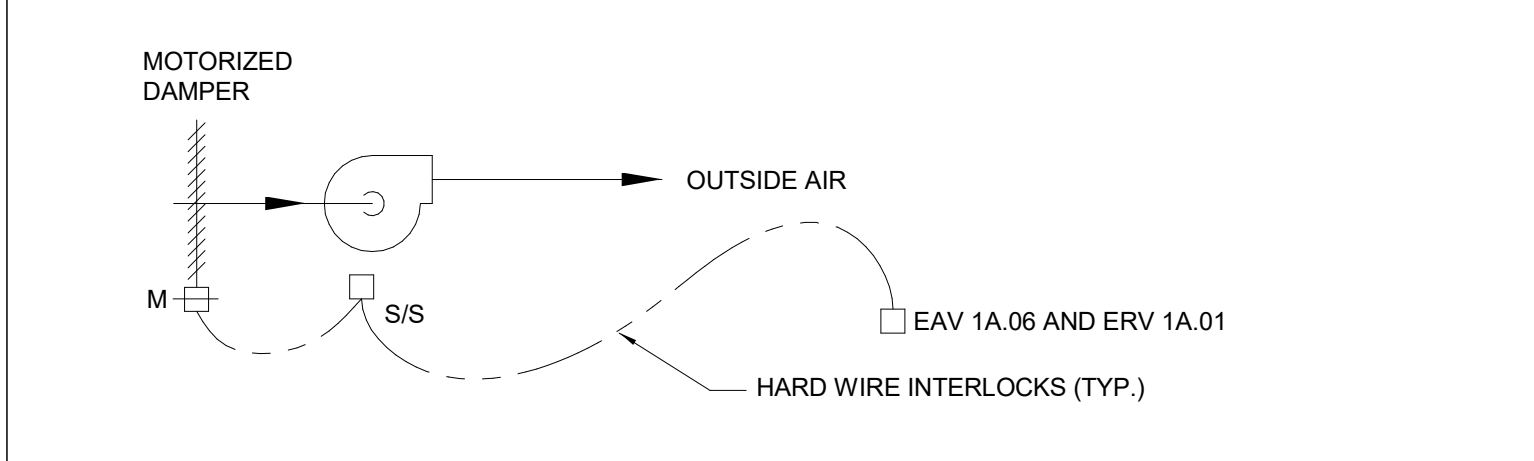 MOTORIZED
DAMPER
OUTSIDE AIR
M
S/S
EAV 1A.06 AND ERV 1A.01
HARD WIRE INTERLOCKS (TYP.)